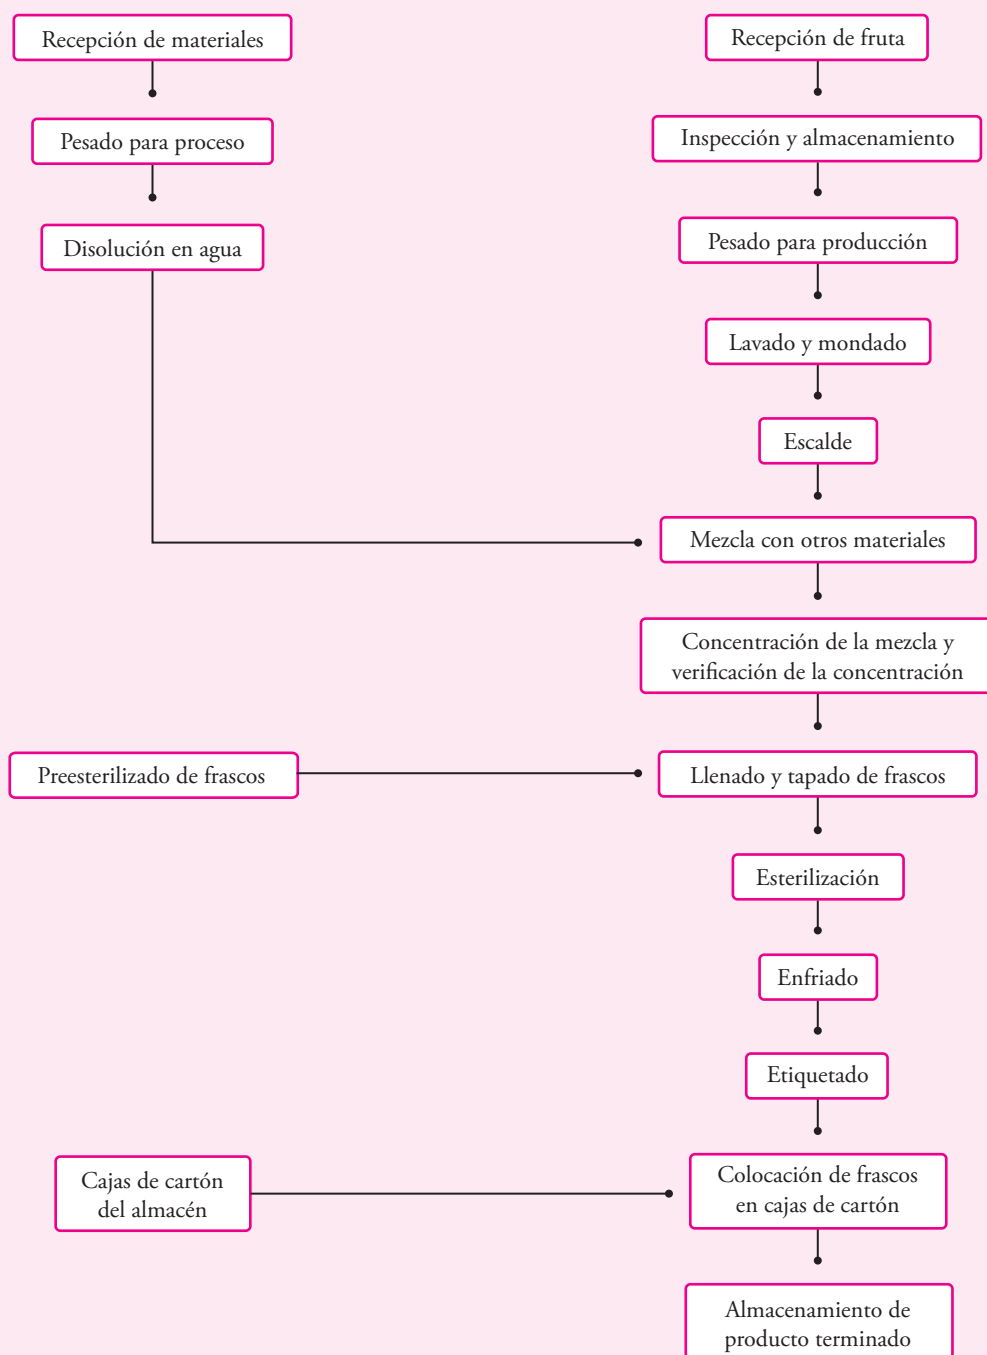 Recepción de materiales
Recepción de fruta
Pesado para proceso
Inspección y almacenamiento
Disolución en agua
Pesado para producción
Lavado y mondado
Escalde
Mezcla con otros materiales
Concentración de la mezcla y
verificación de la concentración
Preesterilizado de frascos
Llenado y tapado de frascos
Esterilización
Enfriado
Etiquetado
Cajas de cartón
del almacén
Colocación de frascos
en cajas de cartón
Almacenamiento de
producto terminado